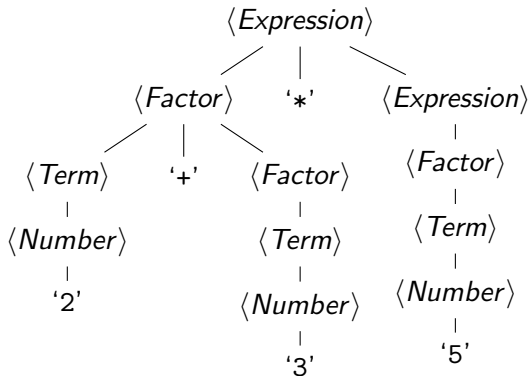 ⟨Expression⟩
⟨Factor⟩ ‘*’ ⟨Expression⟩
⟨Term⟩ ‘+’ ⟨Factor⟩ ⟨Factor⟩
⟨Number⟩ ⟨Term⟩ ⟨Term⟩
‘2’ ⟨Number⟩ ⟨Number⟩
‘3’ ‘5’